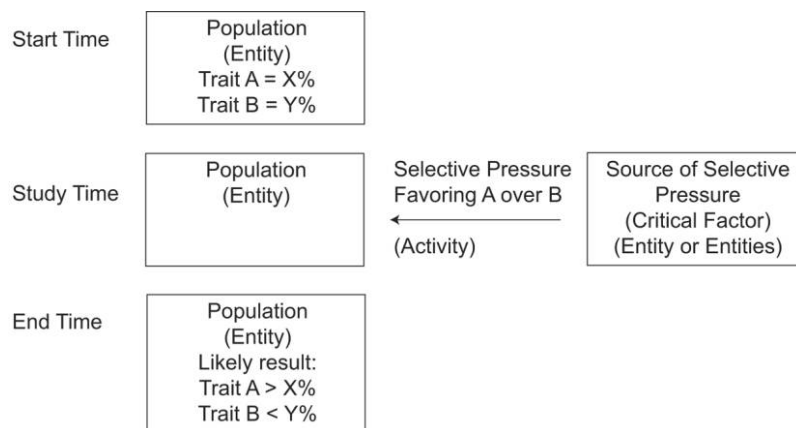 Start Time
Population
(Entity)
Trait A = X%
Trait B = Y%
Study Time
Population
(Entity)
Selective Pressure
Favoring A over B
(Activity)
Source of Selective
Pressure
(Critical Factor)
(Entity or Entities)
End Time
Population
(Entity)
Likely result:
Trait A > X%
Trait B < Y%